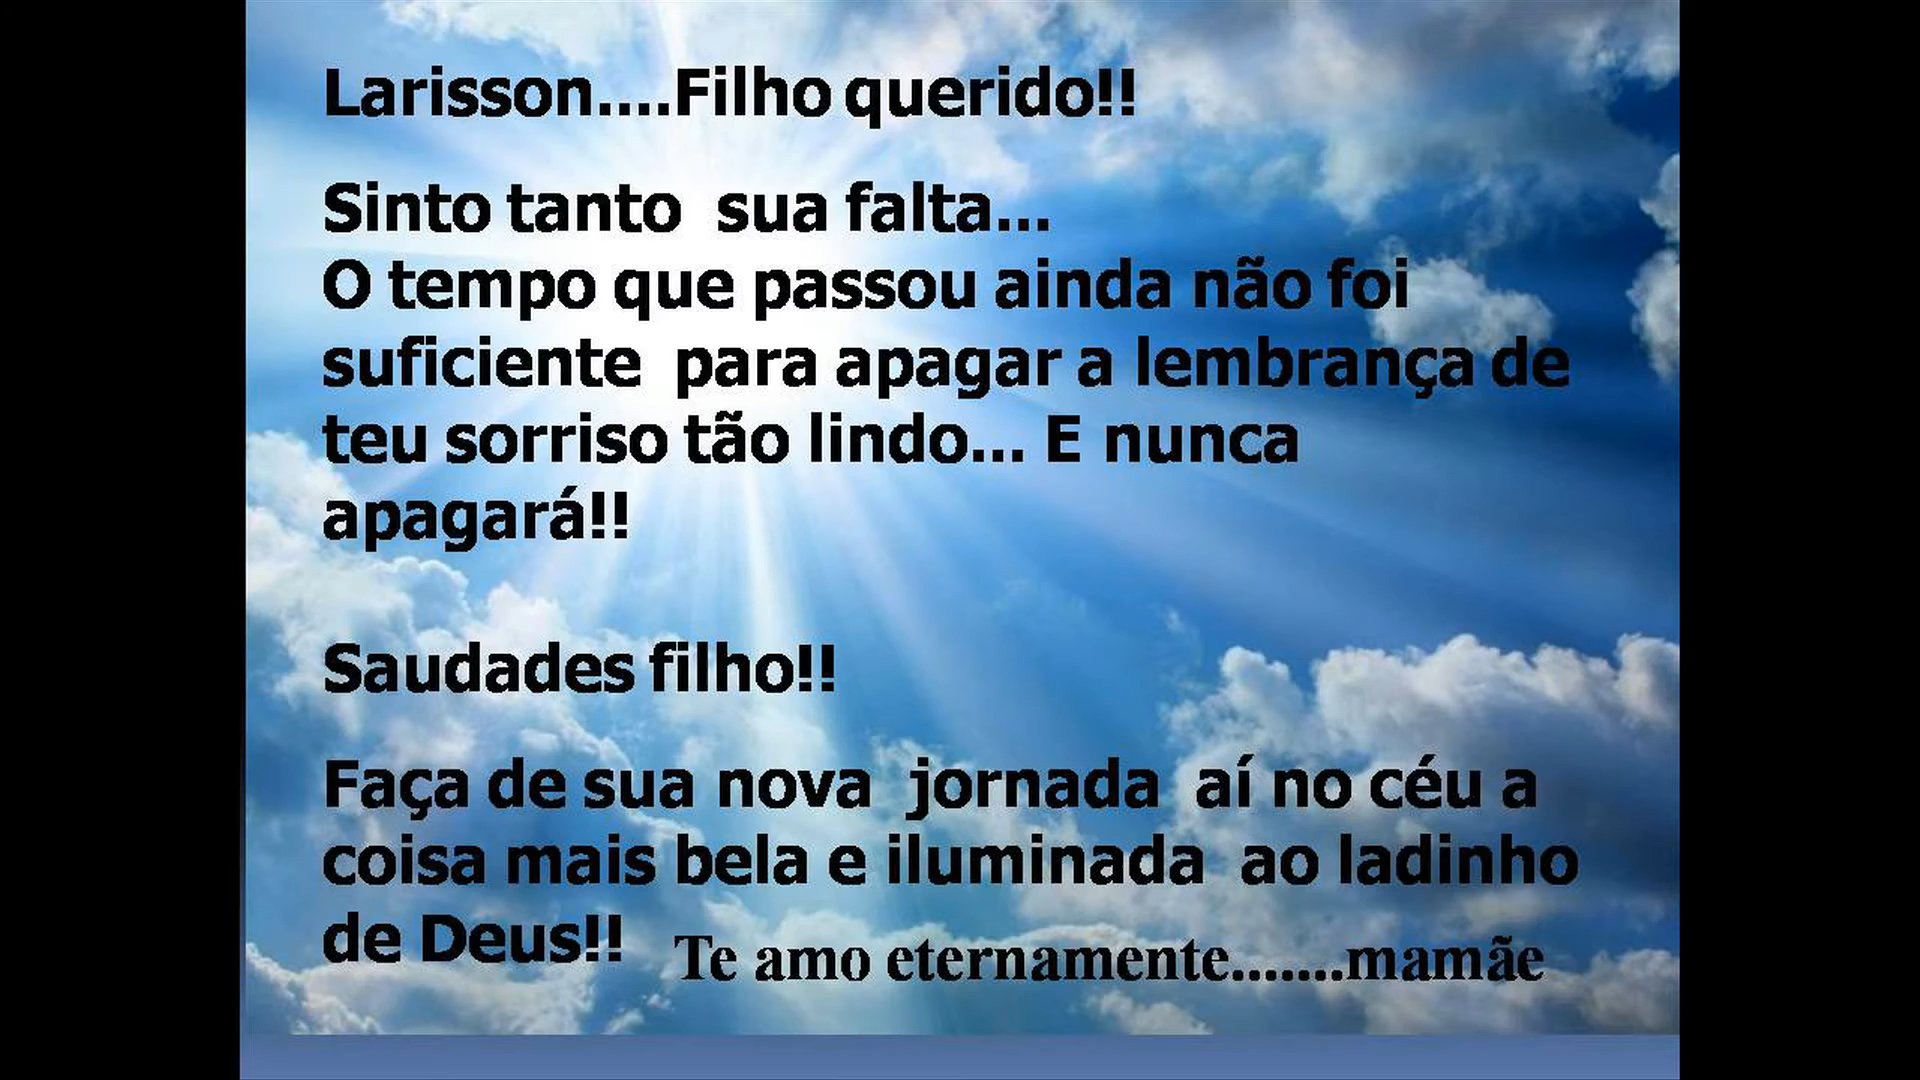 Larisson....Filho querido!!
Sinto tanto sua falta...
O tempo que passou ainda não foi
suficiente para apagar a lembrança de
teu sorriso tão lindo... E nunca
apagará!!
Saudades filho!!
Faça de sua nova jornada aí no céu a
coisa mais bela e iluminada ao ladinho
de Deus!! Te amo eternamente.......mamãe